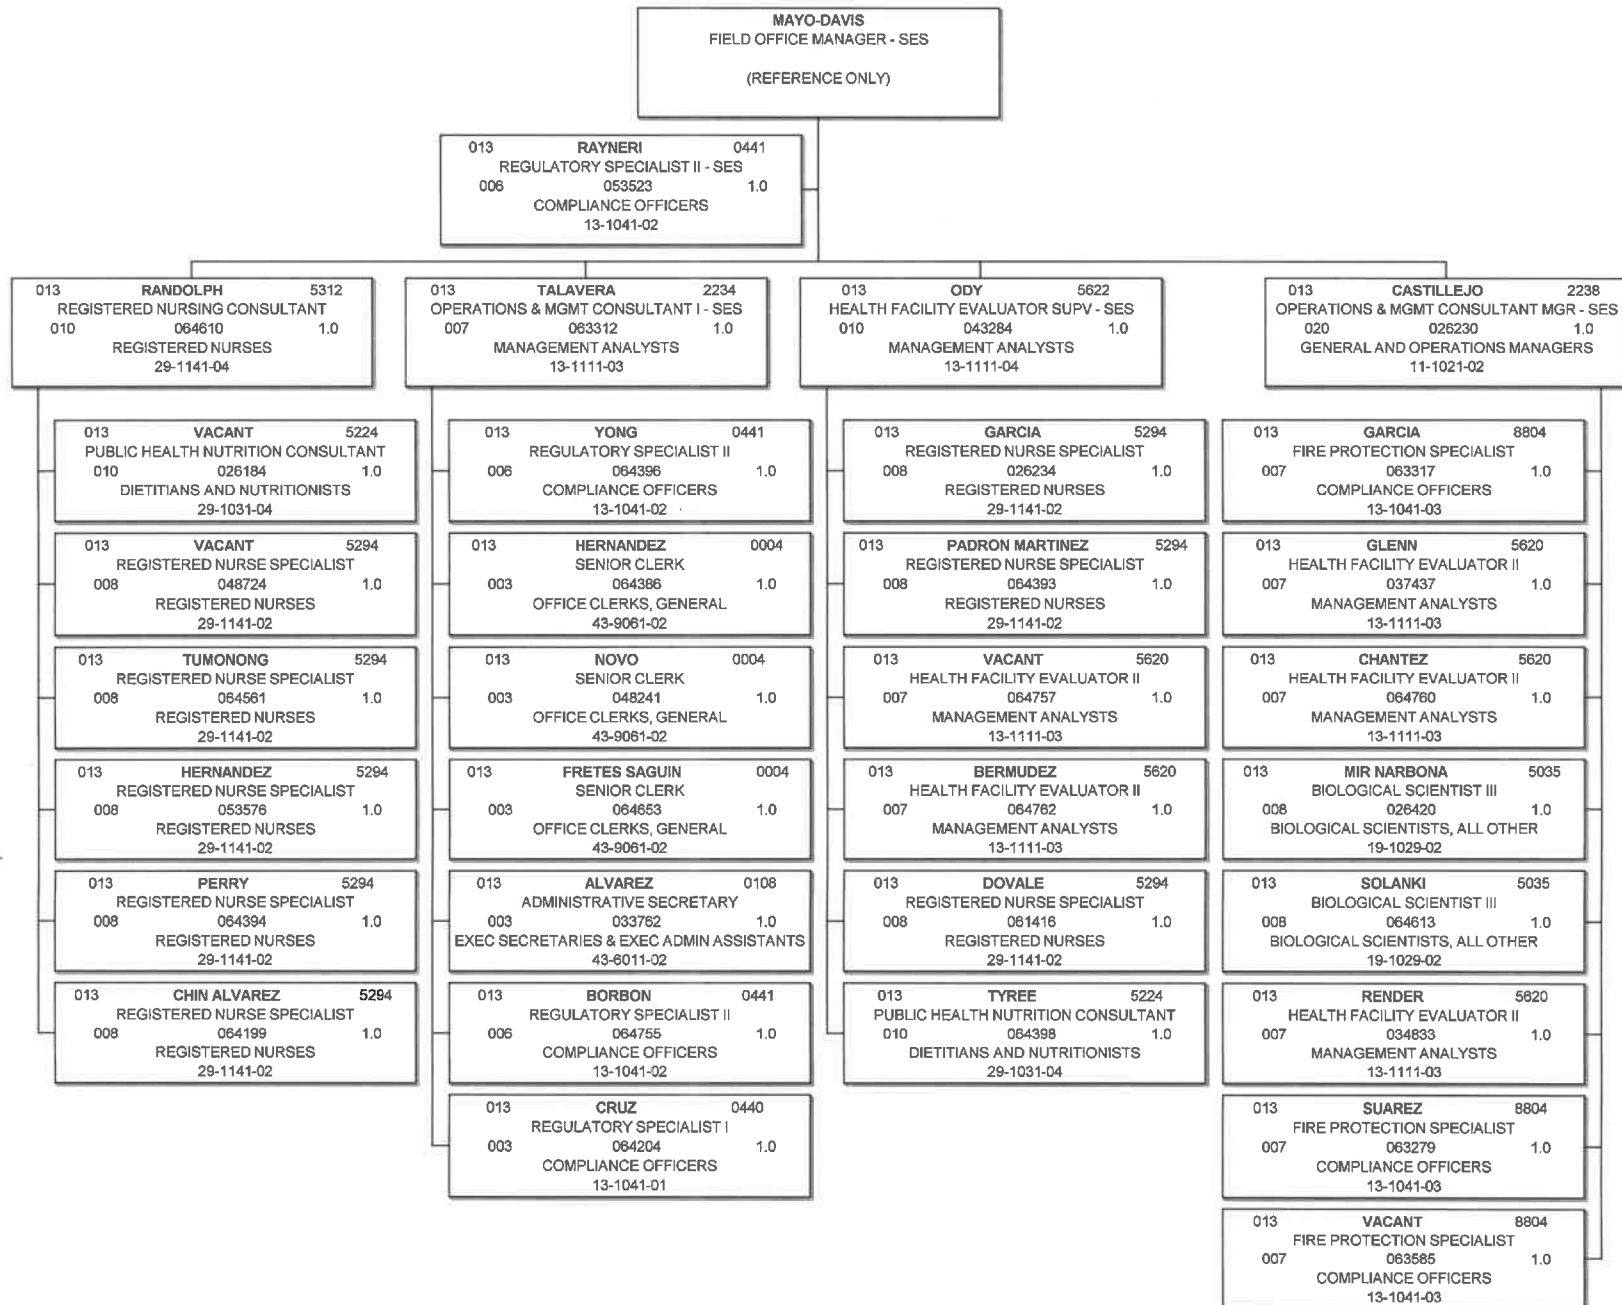 MAYO-DAVIS
FIELD OFFICE MANAGER - SES
(REFERENCE ONLY)
013 RAYNERI 0441
REGULATORY SPECIALIST II - SES
006 053523 1.0
COMPLIANCE OFFICERS
13-1041-02
013 RANDOLPH 5312
REGISTERED NURSING CONSULTANT
010 064610 1.0
REGISTERED NURSES
29-1141-04
013 TALAVERA 2234
OPERATIONS & MGMT CONSULTANT I - SES
007 063312 1.0
MANAGEMENT ANALYSTS
13-1111-03
013 ODY 5622
HEALTH FACILITY EVALUATOR SUPV - SES
010 043284 1.0
MANAGEMENT ANALYSTS
13-1111-04
013 CASTILLEJO 2238
OPERATIONS & MGMT CONSULTANT MGR - SES
020 026230 1.0
GENERAL AND OPERATIONS MANAGERS
11-1021-02
013 VACANT 5224
PUBLIC HEALTH NUTRITION CONSULTANT
010 026184 1.0
DIETITIANS AND NUTRITIONISTS
29-1031-04
013 VACANT 5294
REGISTERED NURSE SPECIALIST
008 048724 1.0
REGISTERED NURSES
29-1141-02
013 TUMONONG 5294
REGISTERED NURSE SPECIALIST
008 064561 1.0
REGISTERED NURSES
29-1141-02
013 HERNANDEZ 5294
REGISTERED NURSE SPECIALIST
008 053576 1.0
REGISTERED NURSES
29-1141-02
013 PERRY 5294
REGISTERED NURSE SPECIALIST
008 064394 1.0
REGISTERED NURSES
29-1141-02
013 CHIN ALVAREZ 5294
REGISTERED NURSE SPECIALIST
008 064199 1.0
REGISTERED NURSES
29-1141-02
013 YONG 0441
REGULATORY SPECIALIST II
006 064396 1.0
COMPLIANCE OFFICERS
13-1041-02
013 HERNANDEZ 0004
SENIOR CLERK
003 064386 1.0
OFFICE CLERKS, GENERAL
43-9061-02
013 NOVO 0004
SENIOR CLERK
003 048241 1.0
OFFICE CLERKS, GENERAL
43-9061-02
013 FRETES SAGUIN 0004
SENIOR CLERK
003 064653 1.0
OFFICE CLERKS, GENERAL
43-9061-02
013 ALVAREZ 0108
ADMINISTRATIVE SECRETARY
003 033762 1.0
EXEC SECRETARIES & EXEC ADMIN ASSISTANTS
43-6011-02
013 BORBON 0441
REGULATORY SPECIALIST II
006 064755 1.0
COMPLIANCE OFFICERS
13-1041-02
013 CRUZ 0440
REGULATORY SPECIALIST I
003 064204 1.0
COMPLIANCE OFFICERS
13-1041-01
013 GARCIA 5294
REGISTERED NURSE SPECIALIST
008 026234 1.0
REGISTERED NURSES
29-1141-02
013 PADRON MARTINEZ 5294
REGISTERED NURSE SPECIALIST
008 064393 1.0
REGISTERED NURSES
29-1141-02
013 VACANT 5620
HEALTH FACILITY EVALUATOR II
007 064757 1.0
MANAGEMENT ANALYSTS
13-1111-03
013 BERMUDEZ 5620
HEALTH FACILITY EVALUATOR II
007 064762 1.0
MANAGEMENT ANALYSTS
13-1111-03
013 DOVALE 5294
REGISTERED NURSE SPECIALIST
008 061416 1.0
REGISTERED NURSES
29-1141-02
013 TYREE 5224
PUBLIC HEALTH NUTRITION CONSULTANT
010 064398 1.0
DIETITIANS AND NUTRITIONISTS
29-1031-04
013 GARCIA 8804
FIRE PROTECTION SPECIALIST
007 063317 1.0
COMPLIANCE OFFICERS
13-1041-03
013 GLENN 5620
HEALTH FACILITY EVALUATOR II
007 037437 1.0
MANAGEMENT ANALYSTS
13-1111-03
013 CHANTEZ 5620
HEALTH FACILITY EVALUATOR II
007 064760 1.0
MANAGEMENT ANALYSTS
13-1111-03
013 MIR NARBONA 5035
BIOLOGICAL SCIENTIST III
008 026420 1.0
BIOLOGICAL SCIENTISTS, ALL OTHER
19-1029-02
013 SOLANKI 5035
BIOLOGICAL SCIENTIST III
008 064613 1.0
BIOLOGICAL SCIENTISTS, ALL OTHER
19-1029-02
013 RENDER 5620
HEALTH FACILITY EVALUATOR II
007 034833 1.0
MANAGEMENT ANALYSTS
13-1111-03
013 SUAREZ 8804
FIRE PROTECTION SPECIALIST
007 063279 1.0
COMPLIANCE OFFICERS
13-1041-03
013 VACANT 8804
FIRE PROTECTION SPECIALIST
007 063585 1.0
COMPLIANCE OFFICERS
13-1041-03